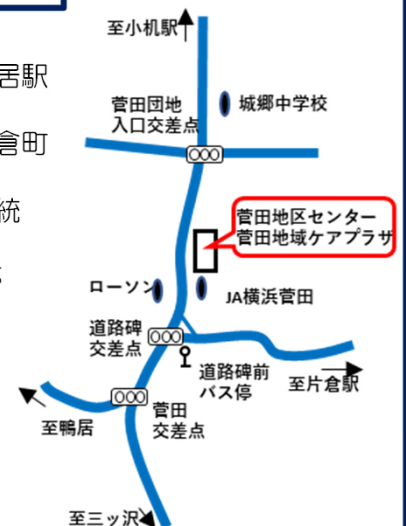 至小机駅
居駅
菅田団地
入口交差点
城郷中学校
倉町
統
菅田地区センター
菅田地域ケアプラザ
ローソン
JA横浜菅田
道路碑
交差点
道路碑前
バス停
至片倉駅
至鴨居
菅田
交差点
至三ッ沢